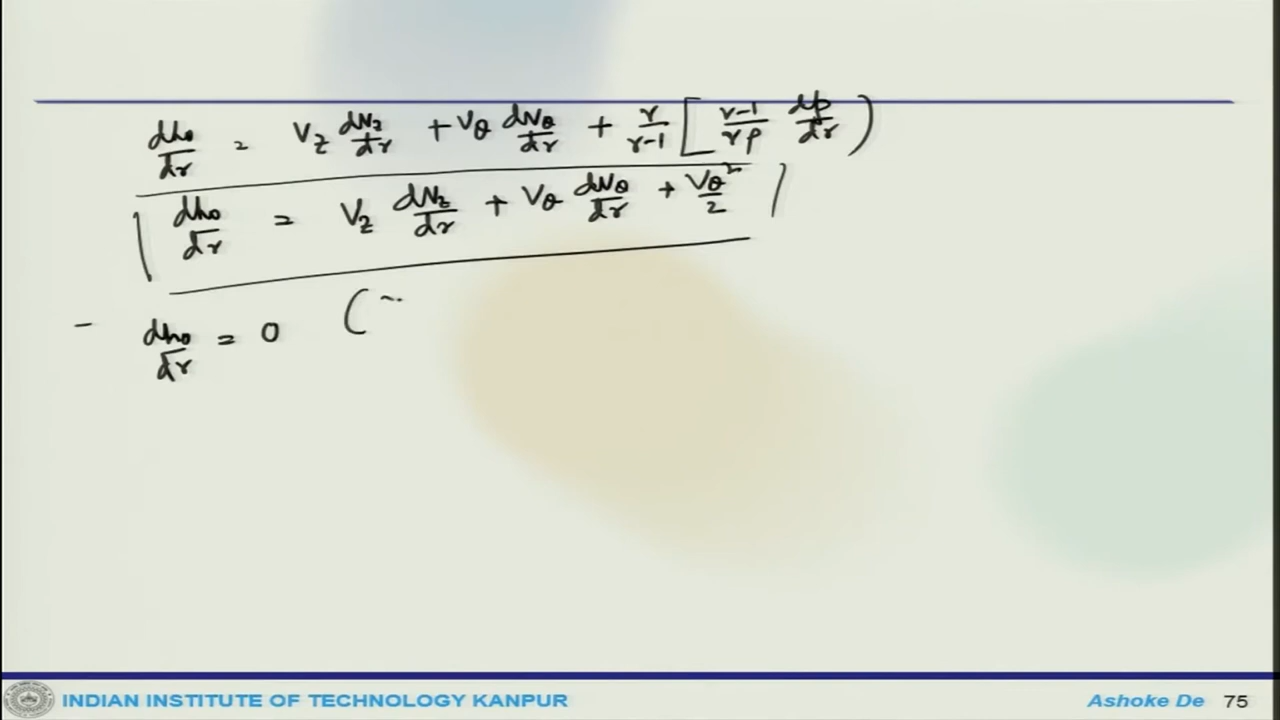 dh₀/dr = V_z dV_z/dr + V_θ dV_θ/dr + γ/(γ-1) [ (γ-1)/(γρ) dp/dr )
| dh₀/dr = V_z dV_z/dr + V_θ dV_θ/dr + V_θ²/2 |
- dh₀/dr = 0 (
INDIAN INSTITUTE OF TECHNOLOGY KANPUR
Ashoke De 75